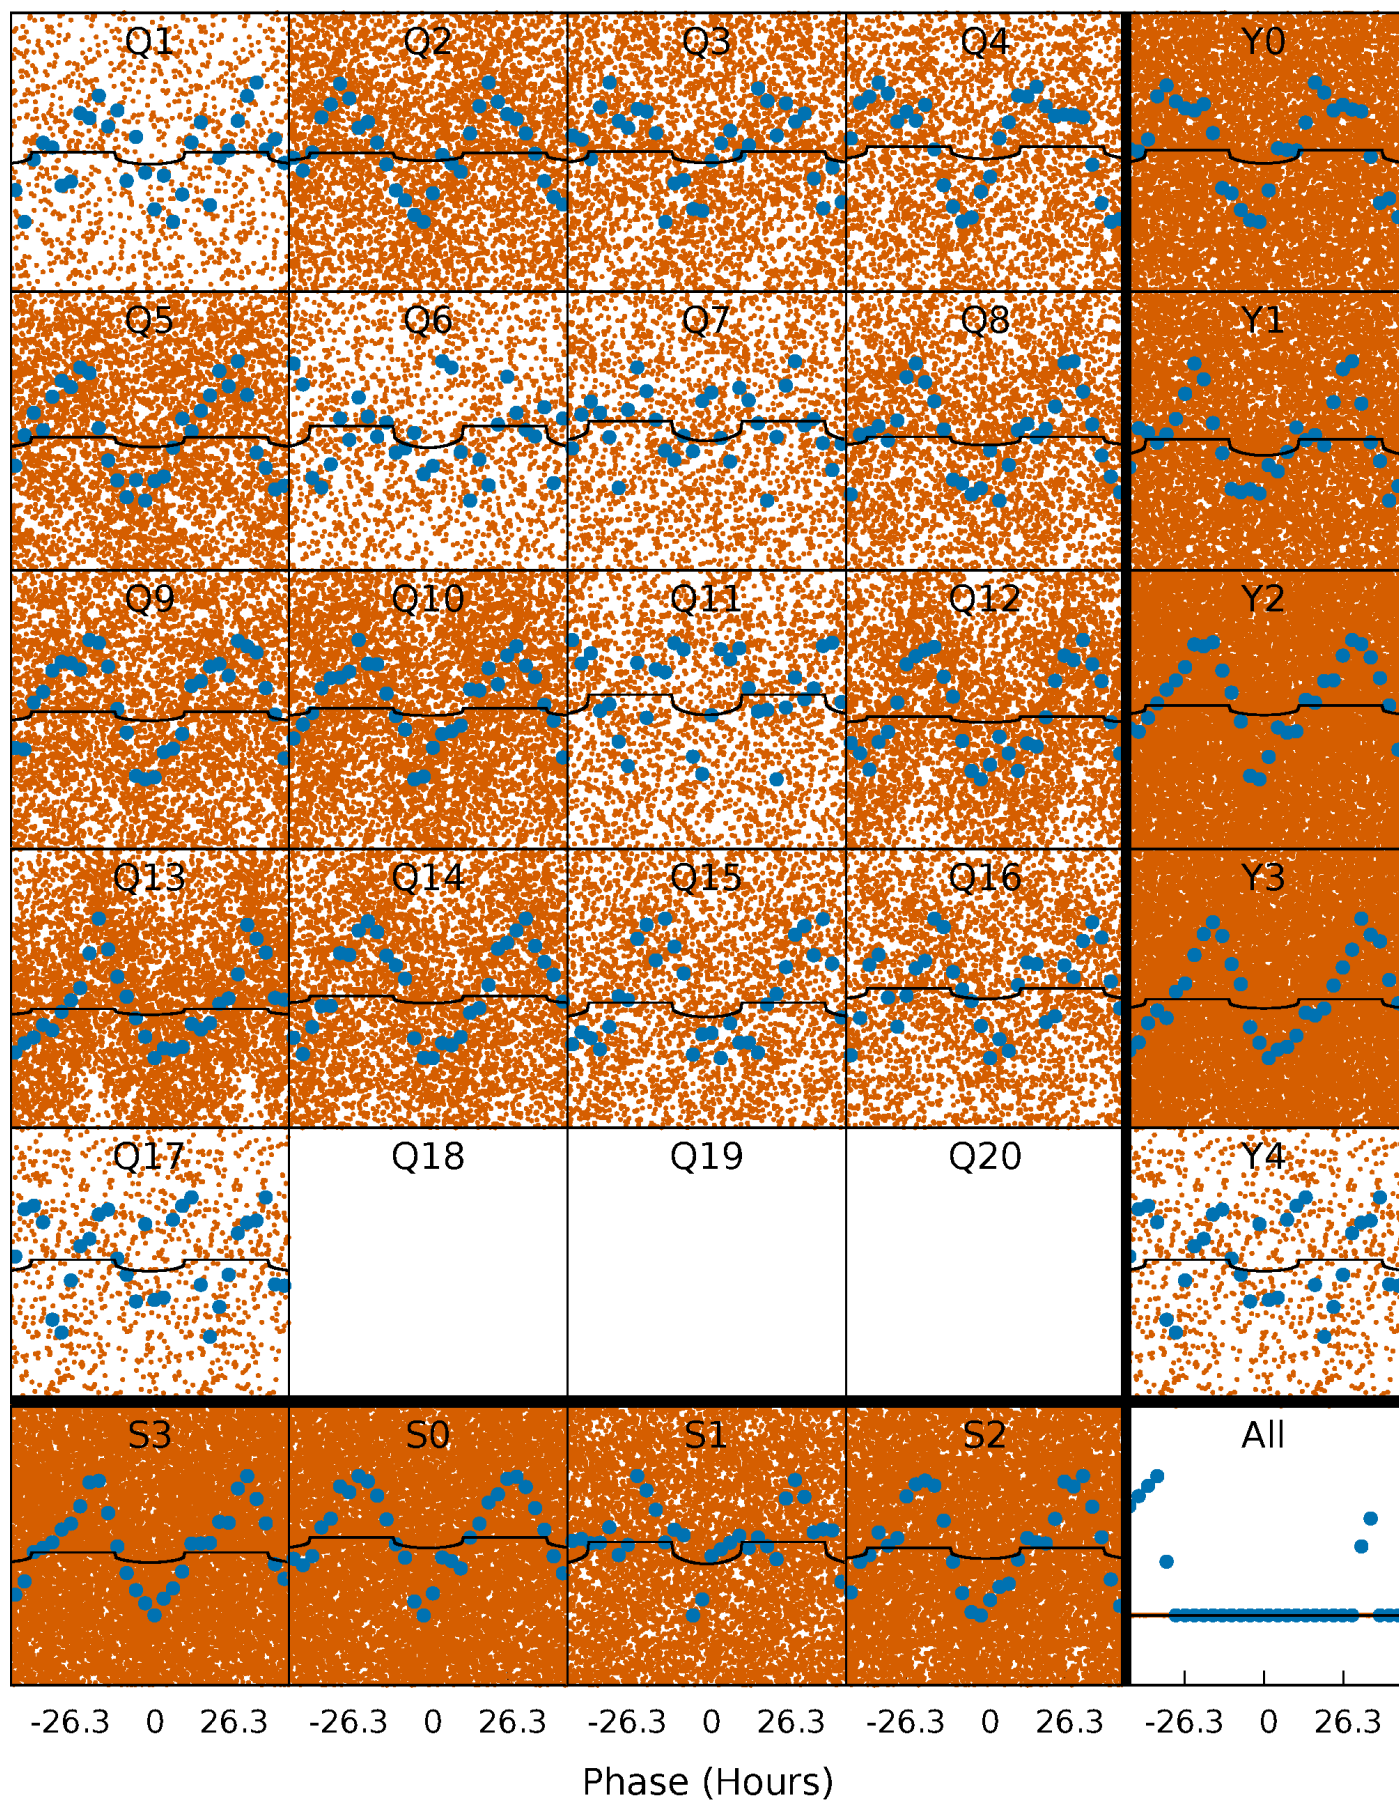 Q1 Q2 Q3 Q4 Y0
Q5 Q6 Q7 Q8 Y1
Q9 Q10 Q11 Q12 Y2
Q13 Q14 Q15 Q16 Y3
Q17 Q18 Q19 Q20 Y4
S3 S0 S1 S2 All
-26.3 0 26.3 -26.3 0 26.3 -26.3 0 26.3 -26.3 0 26.3 -26.3 0 26.3
Phase (Hours)